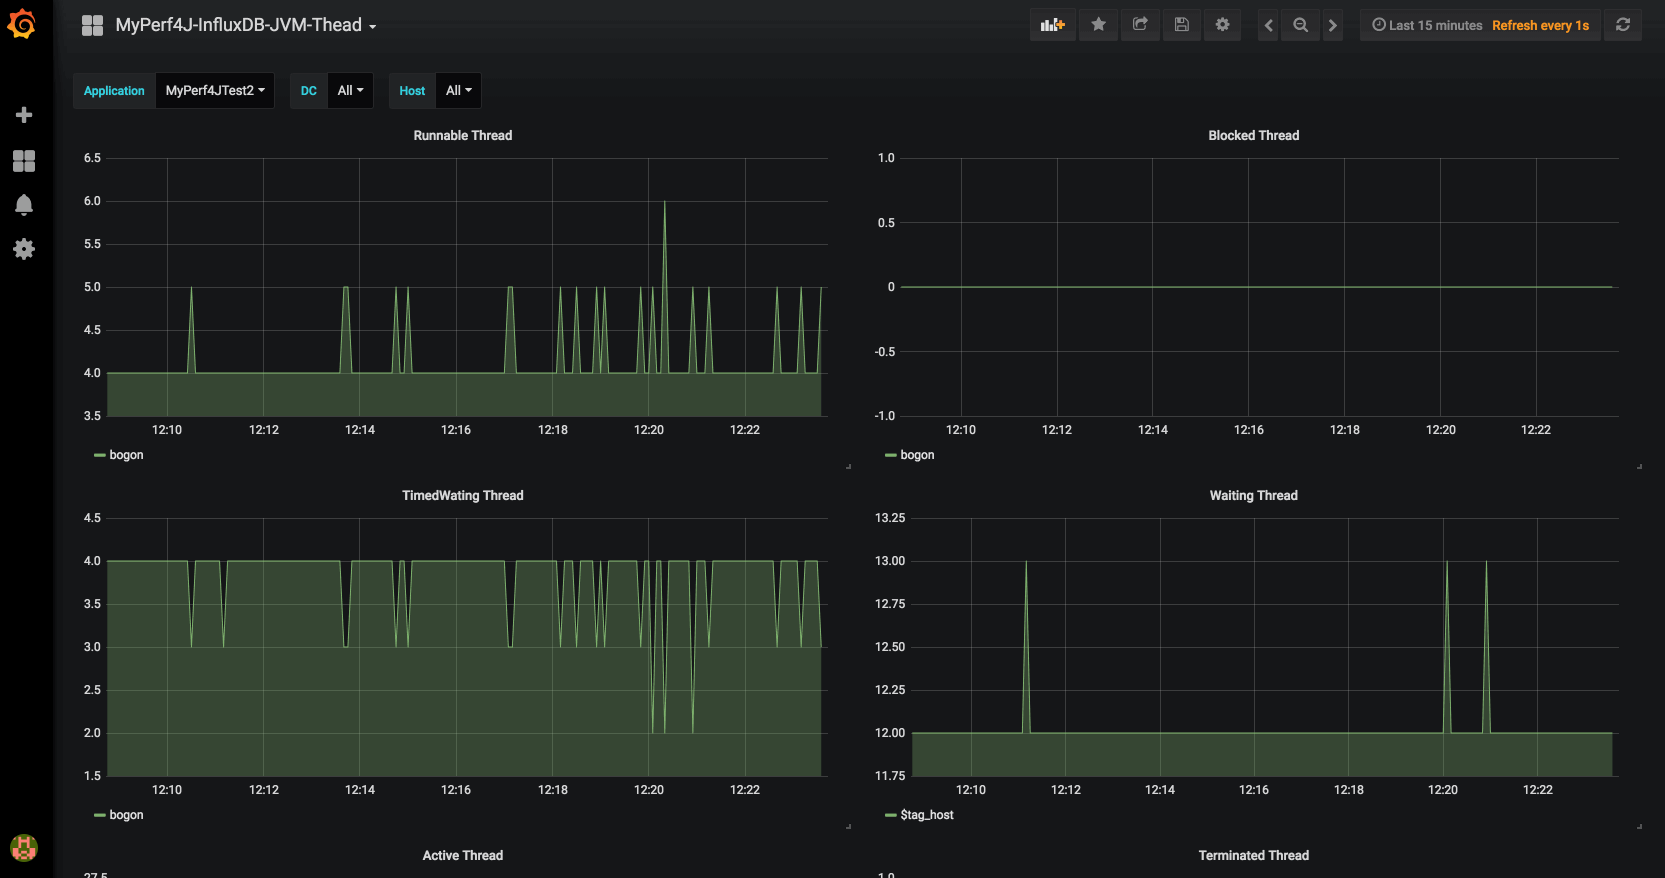 MyPerf4J-InfluxDB-JVM-Thead
Last 15 minutes Refresh every 1s
Application MyPerf4JTest2 DC All Host All
Runnable Thread
6.5
6.0
5.5
5.0
4.5
4.0
3.5
12:10 12:12 12:14 12:16 12:18 12:20 12:22
bogon
Blocked Thread
1.0
0.5
0
-0.5
-1.0
12:10 12:12 12:14 12:16 12:18 12:20 12:22
bogon
TimedWating Thread
4.5
4.0
3.5
3.0
2.5
2.0
1.5
12:10 12:12 12:14 12:16 12:18 12:20 12:22
bogon
Waiting Thread
13.25
13.00
12.75
12.50
12.25
12.00
11.75
12:10 12:12 12:14 12:16 12:18 12:20 12:22
$tag_host
Active Thread
27.5
Terminated Thread
1.0